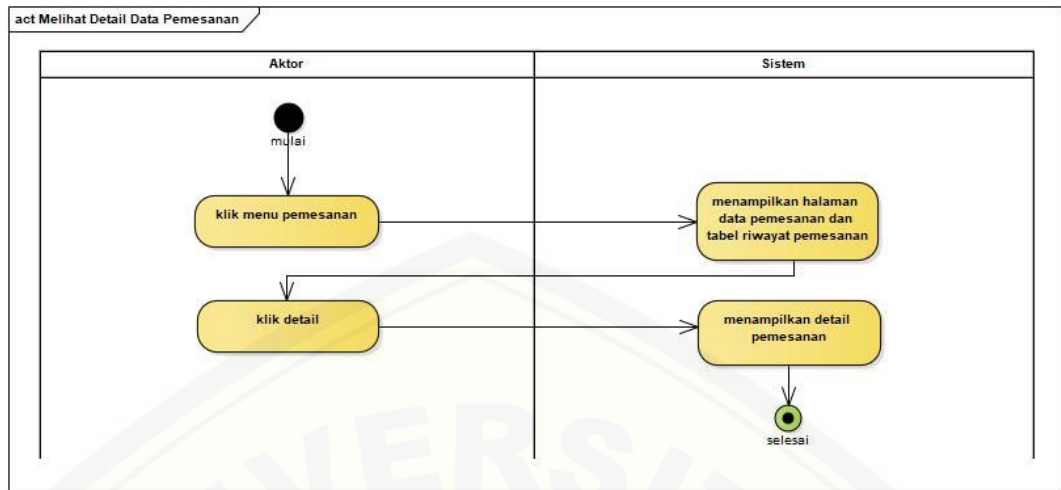 act Melihat Detail Data Pemesanan
Aktor
Sistem
mulai
klik menu pemesanan
menampilkan halaman
data pemesanan dan
tabel riwayat pemesanan
klik detail
menampilkan detail
pemesanan
selesai
VERSIT